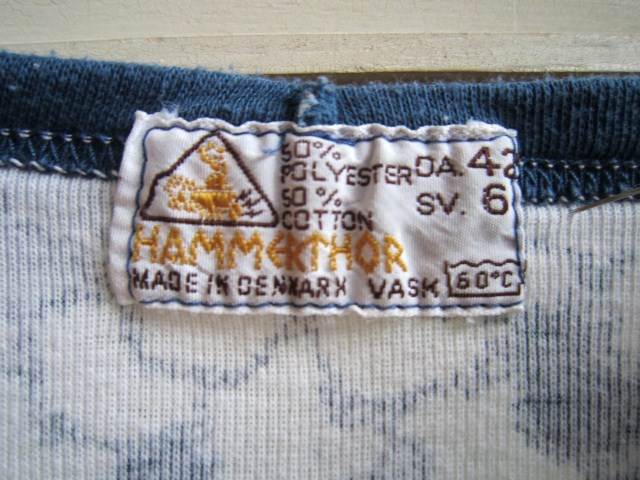 50%
POLYESTER DA. 42
50%
COTTON SV. 6
HAMMERTHOR
MADE IN DENMARK VASK 60°C